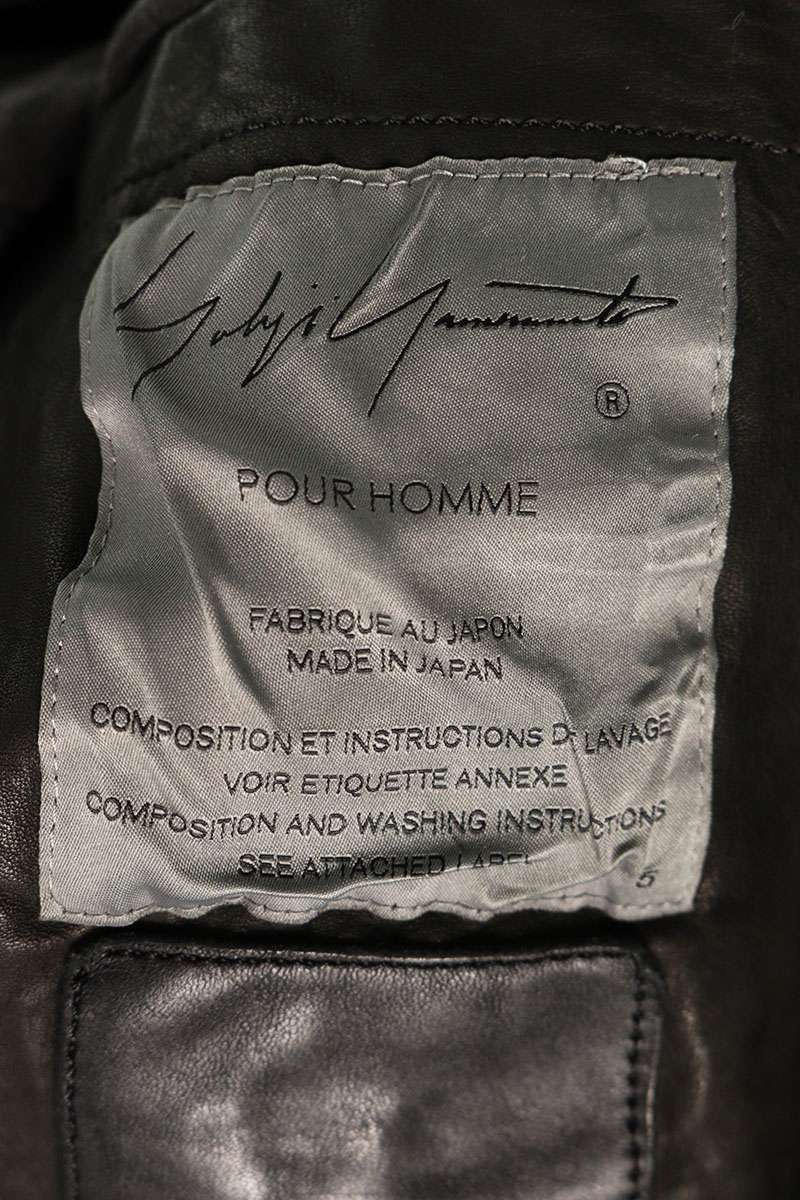 Yohji Yamamoto
®
POUR HOMME
FABRIQUE AU JAPON
MADE IN JAPAN
COMPOSITION ET INSTRUCTIONS DE LAVAGE
VOIR ETIQUETTE ANNEXE
COMPOSITION AND WASHING INSTRUCTIONS
SEE ATTACHED LABEL
5